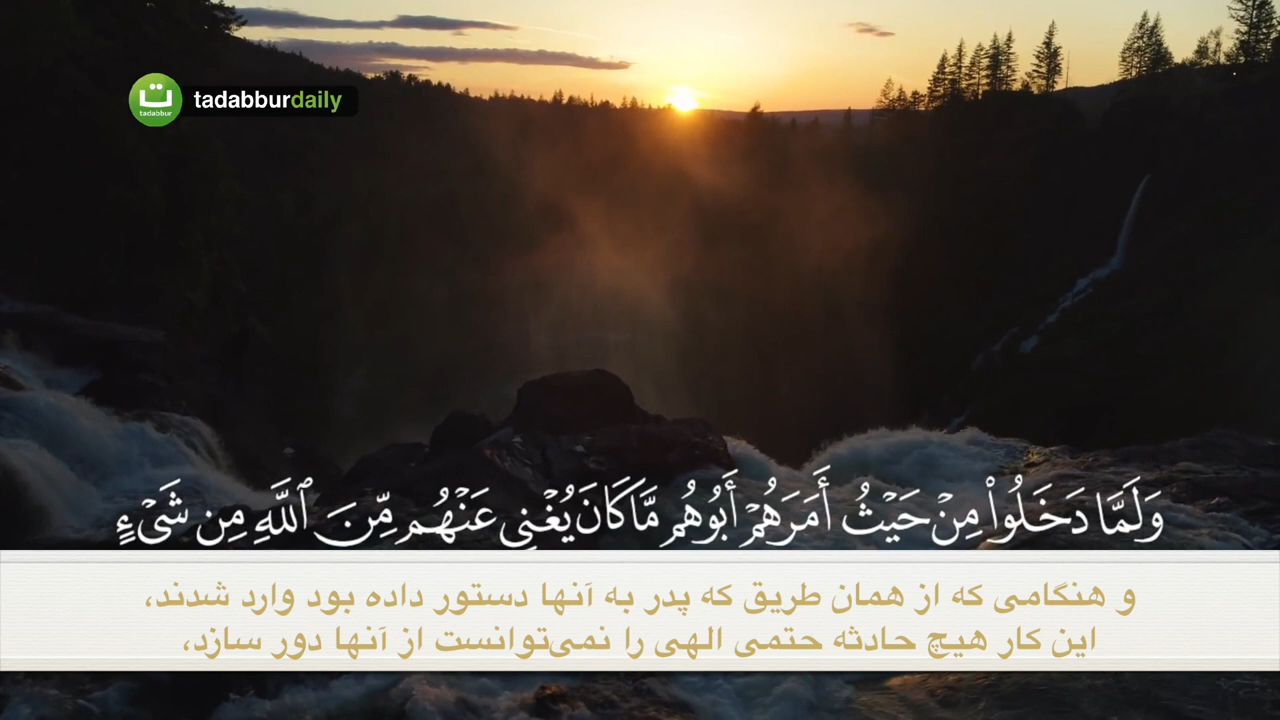 ت
tadabbur
tadabburdaily
وَلَمَّا دَخَلُوا۟ مِنْ حَيْثُ أَمَرَهُمْ أَبُوهُم مَّا كَانَ يُغْنِى عَنْهُم مِّنَ ٱللَّهِ مِن شَىْءٍ
و هنگامی که از همان طریق که پدر به آنها دستور داده بود وارد شدند،
این کار هیچ حادثه حتمی الهی را نمی‌توانست از آنها دور سازد،